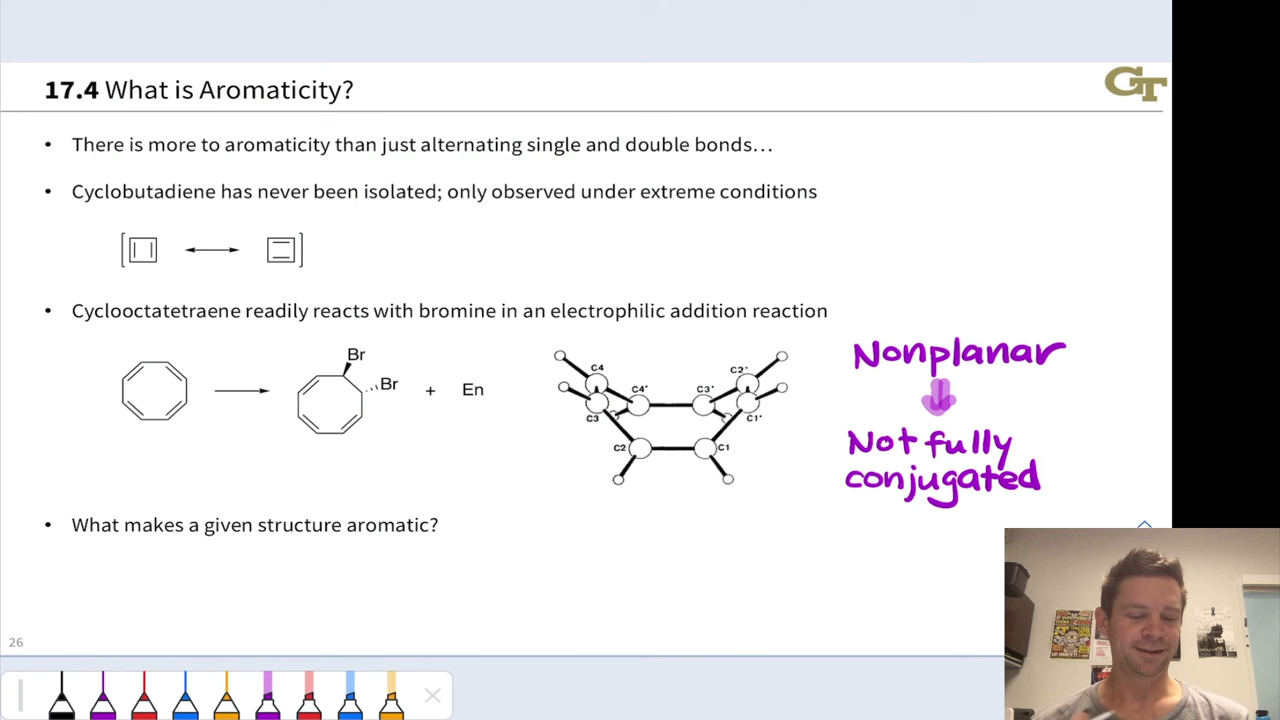 17.4 What is Aromaticity?
GT
• There is more to aromaticity than just alternating single and double bonds…
• Cyclobutadiene has never been isolated; only observed under extreme conditions
• Cyclooctatetraene readily reacts with bromine in an electrophilic addition reaction
Br
Br
+ En
C4
C2'
C4'
C3'
C3
C1'
C2
C1
Nonplanar
Not fully
conjugated
• What makes a given structure aromatic?
26